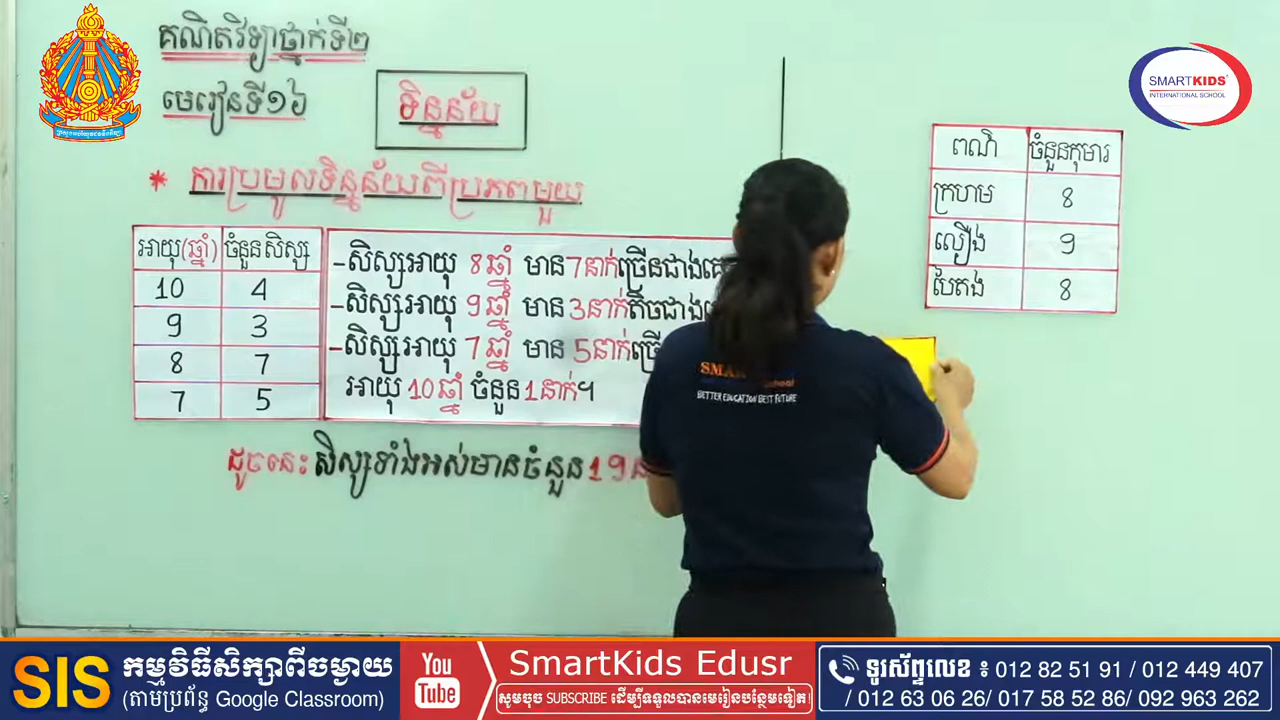 គណិតវិទ្យាថ្នាក់ទី២
មេរៀនទី១៦
ទិន្នន័យ
* ការប្រមូលទិន្នន័យពីប្រភពមួយ
អាយុ(ឆ្នាំ) ចំនួនសិស្ស
10 4
9 3
8 7
7 5
-សិស្សអាយុ 8ឆ្នាំ មាន7នាក់ច្រើនជាងគេ
-សិស្សអាយុ 9ឆ្នាំ មាន3នាក់តិចជាង
-សិស្សអាយុ 7ឆ្នាំ មាន 5នាក់ច្រើ
អាយុ 10ឆ្នាំ ចំនួន1នាក់។
ដូចនេះ សិស្សទាំងអស់មានចំនួន19
ពណ៌ ចំនួនកុមារ
ក្រហម 8
លឿង 9
បៃតង 8
SMARTKIDS
INTERNATIONAL SCHOOL
SMAR
BETTER EDUCATION BEST FUTURE
SIS កម្មវិធីសិក្សាពីចម្ងាយ
(តាមប្រព័ន្ធ Google Classroom)
You
Tube
SmartKids Edusr
សូមចុច SUBSCRIBE ដើម្បីទទួលបានមេរៀនបន្ថែមទៀត!
ទូរស័ព្ទលេខ ៖ 012 82 51 91 / 012 449 407
/ 012 63 06 26/ 017 58 52 86/ 092 963 262